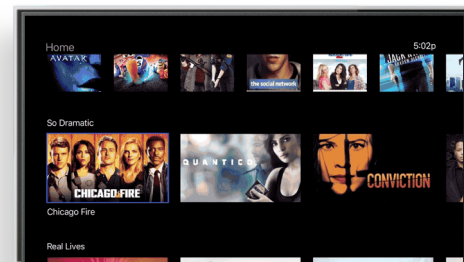 Home
5:02p
AVATAR
the social network
So Dramatic
CHICAGO FIRE
QUANTICO
CONVICTION
Chicago Fire
Real Lives